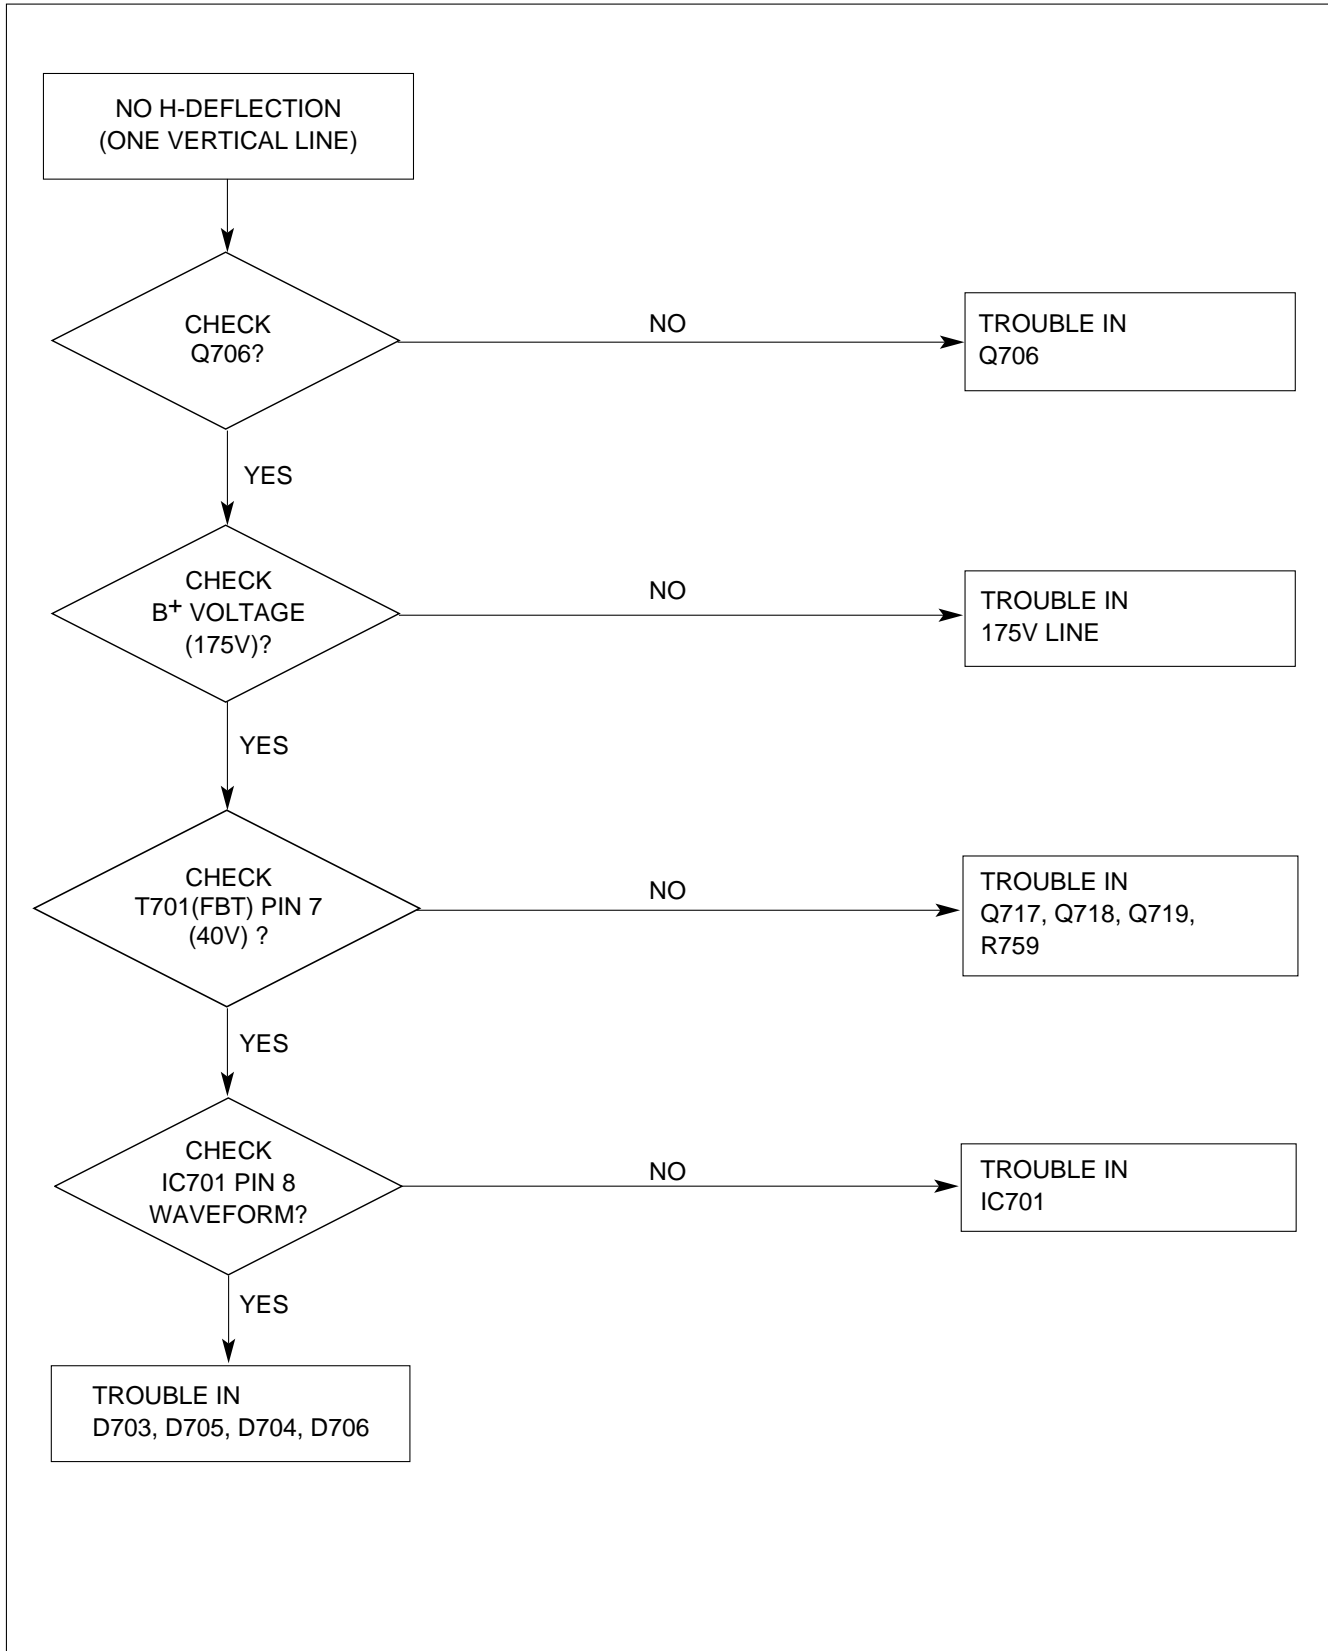 NO H-DEFLECTION
(ONE VERTICAL LINE)
CHECK
Q706?
NO
TROUBLE IN
Q706
YES
CHECK
B+ VOLTAGE
(175V)?
NO
TROUBLE IN
175V LINE
YES
CHECK
T701(FBT) PIN 7
(40V) ?
NO
TROUBLE IN
Q717, Q718, Q719,
R759
YES
CHECK
IC701 PIN 8
WAVEFORM?
NO
TROUBLE IN
IC701
YES
TROUBLE IN
D703, D705, D704, D706